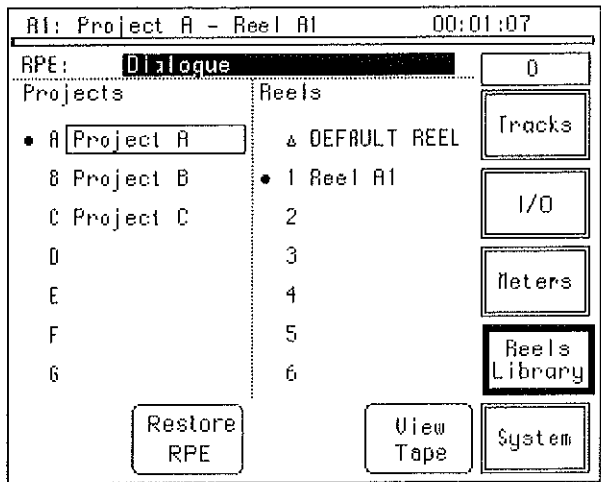 A1: Project A - Reel A1 00:01:07
RPE: Dialogue
0
Projects
Reels
Tracks
• A Project A
▵ DEFAULT REEL
B Project B
• 1 Reel A1
I/O
C Project C
2
D
3
Meters
E
4
F
5
Reels
Library
G
6
Restore
RPE
View
Tape
System